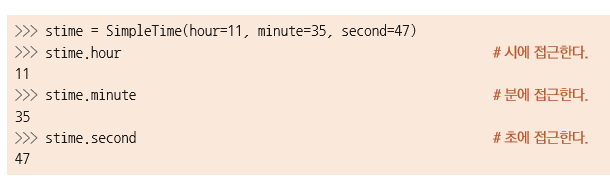 >>> stime = SimpleTime(hour=11, minute=35, second=47)
>>> stime.hour # 시에 접근한다.
11
>>> stime.minute # 분에 접근한다.
35
>>> stime.second # 초에 접근한다.
47